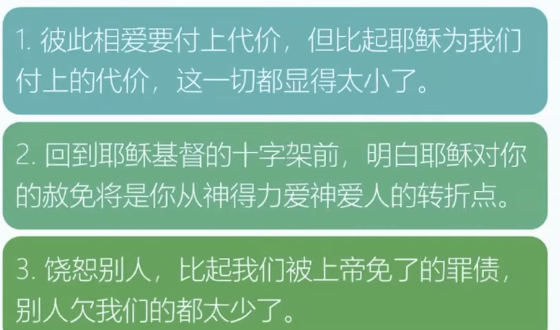 1. 彼此相爱要付上代价，但比起耶稣为我们
付上的代价，这一切都显得太小了。
2. 回到耶稣基督的十字架前，明白耶稣对你
的赦免将是你从神得力爱神爱人的转折点。
3. 饶恕别人，比起我们被上帝免了的罪债，
别人欠我们的都太少了。